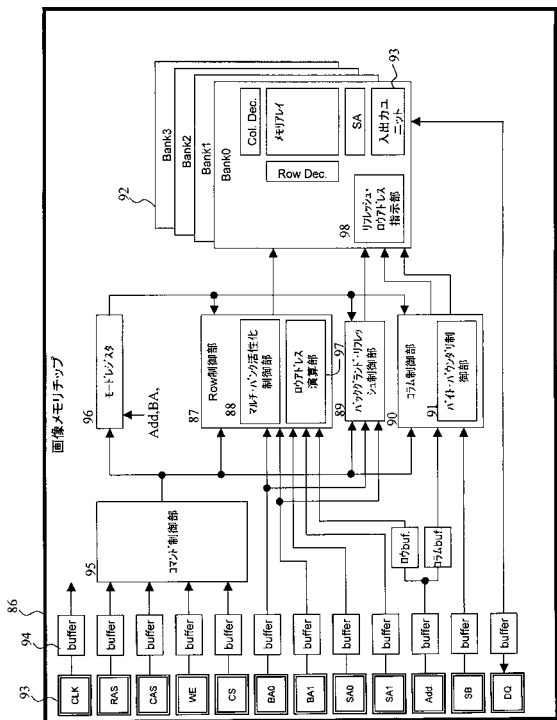 画像メモリチップ
86
93
94
CLK
buffer
RAS
buffer
CAS
buffer
WE
buffer
CS
buffer
BA0
buffer
BA1
buffer
SA0
buffer
SA1
buffer
Add.
buffer
SB
buffer
DQ
buffer
95
コマンド制御部
ロウbuf.
コラムbuf.
96
モードレジスタ
Add,BA,
87
Row制御部
88
マルチ・バンク活性化
制御部
ロウアドレス
演算部
97
89
バックグランド・リフレッ
シュ制御部
90
コラム制御部
91
バイト・バウンダリ制
御部
92
Bank3
Bank2
Bank1
Bank0
Col. Dec.
メモリアレイ
Row Dec.
SA
入出力ユ
ニット
93
98
リフレッシュ・
ロウアドレス
指示部